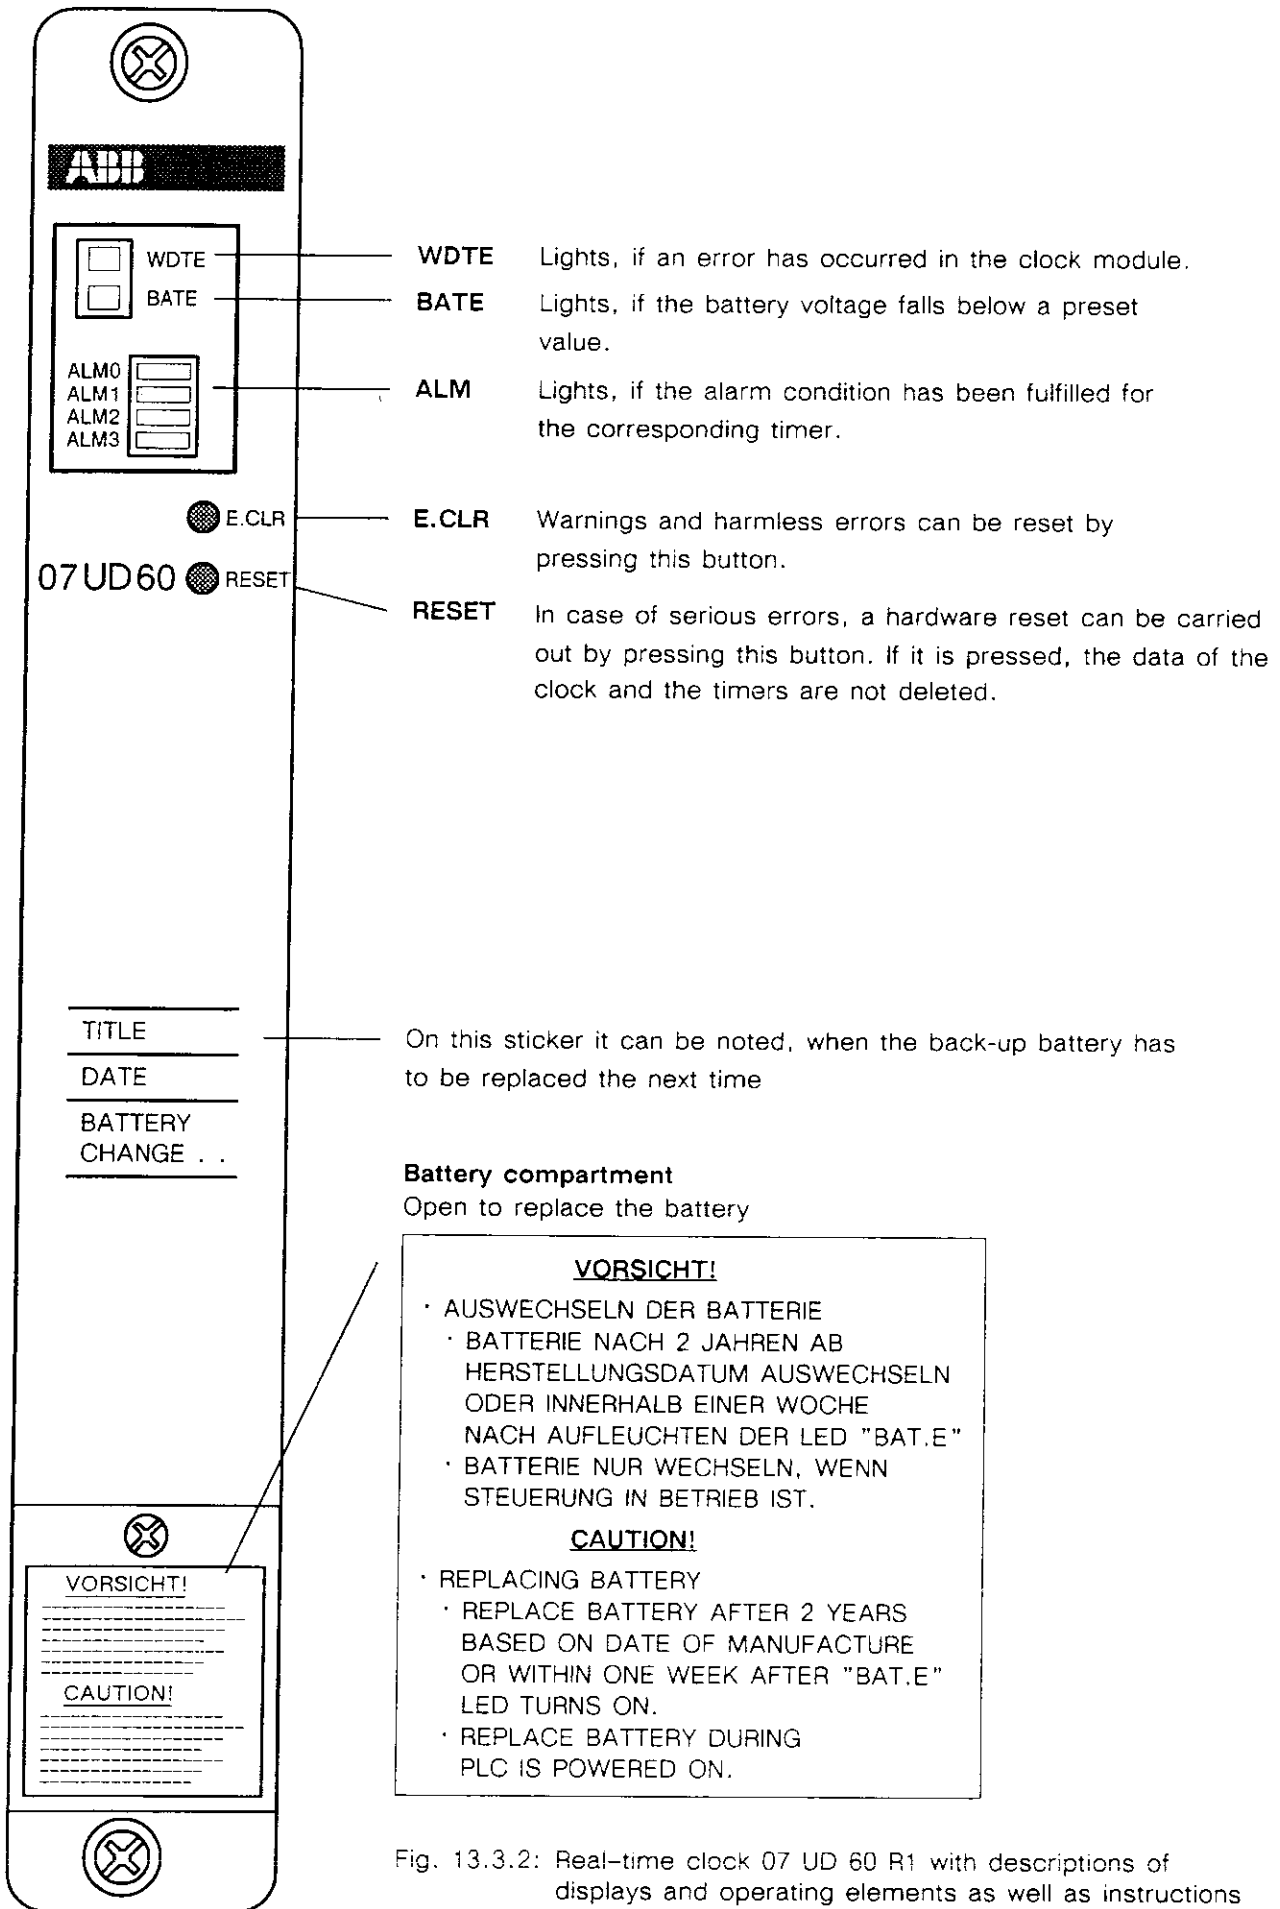 ABB
WDTE
BATE
ALM0
ALM1
ALM2
ALM3
E.CLR
07 UD 60 RESET
WDTE Lights, if an error has occurred in the clock module.
BATE Lights, if the battery voltage falls below a preset
value.
ALM Lights, if the alarm condition has been fulfilled for
the corresponding timer.
E.CLR Warnings and harmless errors can be reset by
pressing this button.
RESET In case of serious errors, a hardware reset can be carried
out by pressing this button. If it is pressed, the data of the
clock and the timers are not deleted.
TITLE
DATE
BATTERY
CHANGE . .
On this sticker it can be noted, when the back-up battery has
to be replaced the next time
Battery compartment
Open to replace the battery
VORSICHT!
· AUSWECHSELN DER BATTERIE
· BATTERIE NACH 2 JAHREN AB
HERSTELLUNGSDATUM AUSWECHSELN
ODER INNERHALB EINER WOCHE
NACH AUFLEUCHTEN DER LED "BAT.E"
· BATTERIE NUR WECHSELN, WENN
STEUERUNG IN BETRIEB IST.
CAUTION!
· REPLACING BATTERY
· REPLACE BATTERY AFTER 2 YEARS
BASED ON DATE OF MANUFACTURE
OR WITHIN ONE WEEK AFTER "BAT.E"
LED TURNS ON.
· REPLACE BATTERY DURING
PLC IS POWERED ON.
VORSICHT!
CAUTION!
Fig. 13.3.2: Real-time clock 07 UD 60 R1 with descriptions of
displays and operating elements as well as instructions